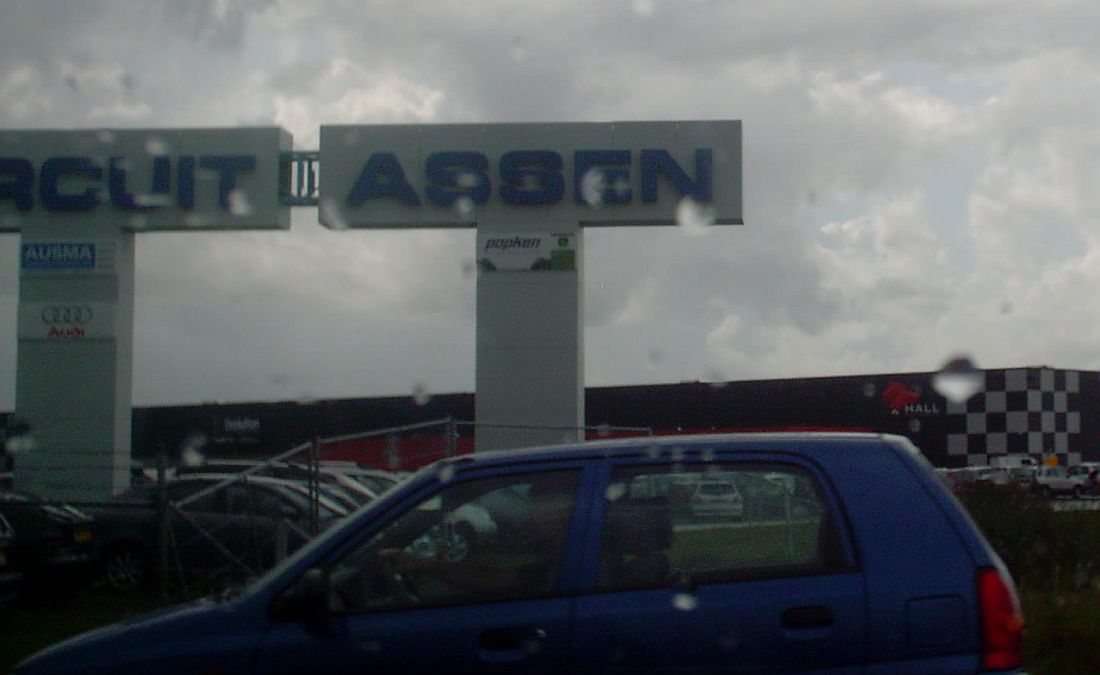 RCUIT ASSEN
AUSMA
popken
Audi
HALL